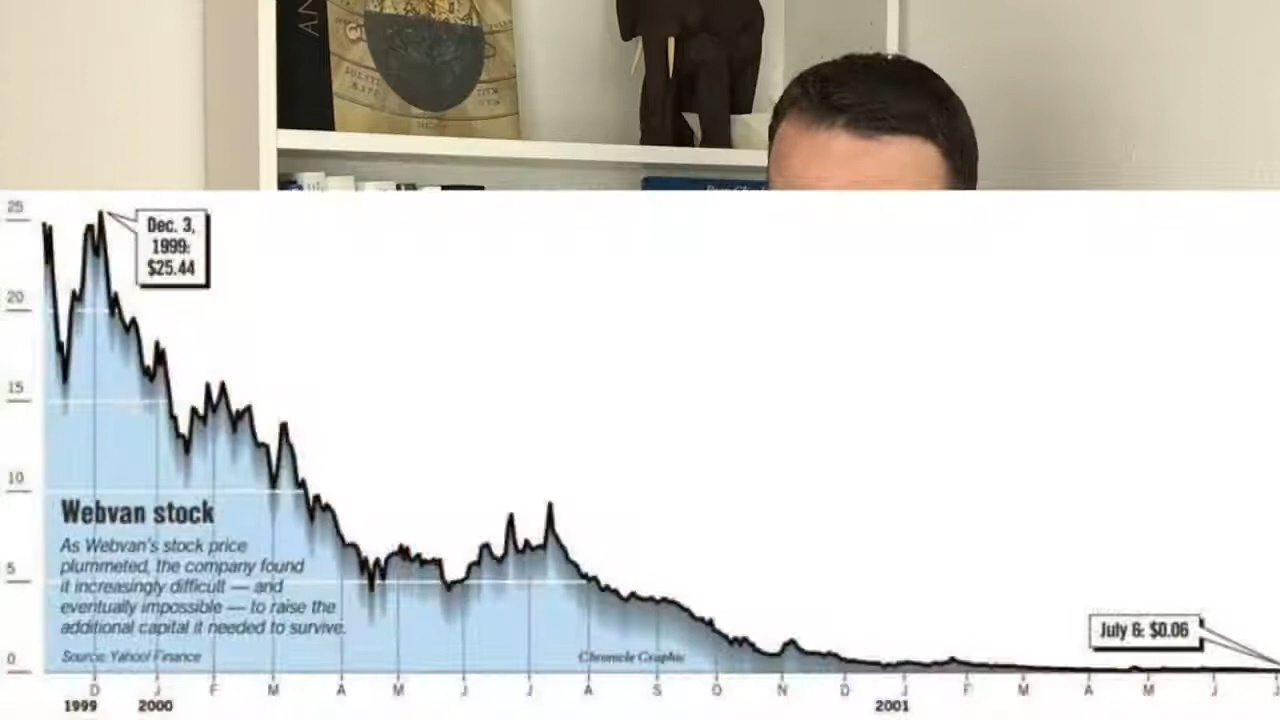 AN
25
Dec. 3,
1999:
$25.44
20
15
10
Webvan stock
As Webvan's stock price
plummeted, the company found
it increasingly difficult — and
eventually impossible — to raise the
additional capital it needed to survive.
5
July 6: $0.06
0
Source: Yahoo! Finance
Chronicle Graphic
D J F M A M J J A S O N D J F M A M J J
1999 2000 2001